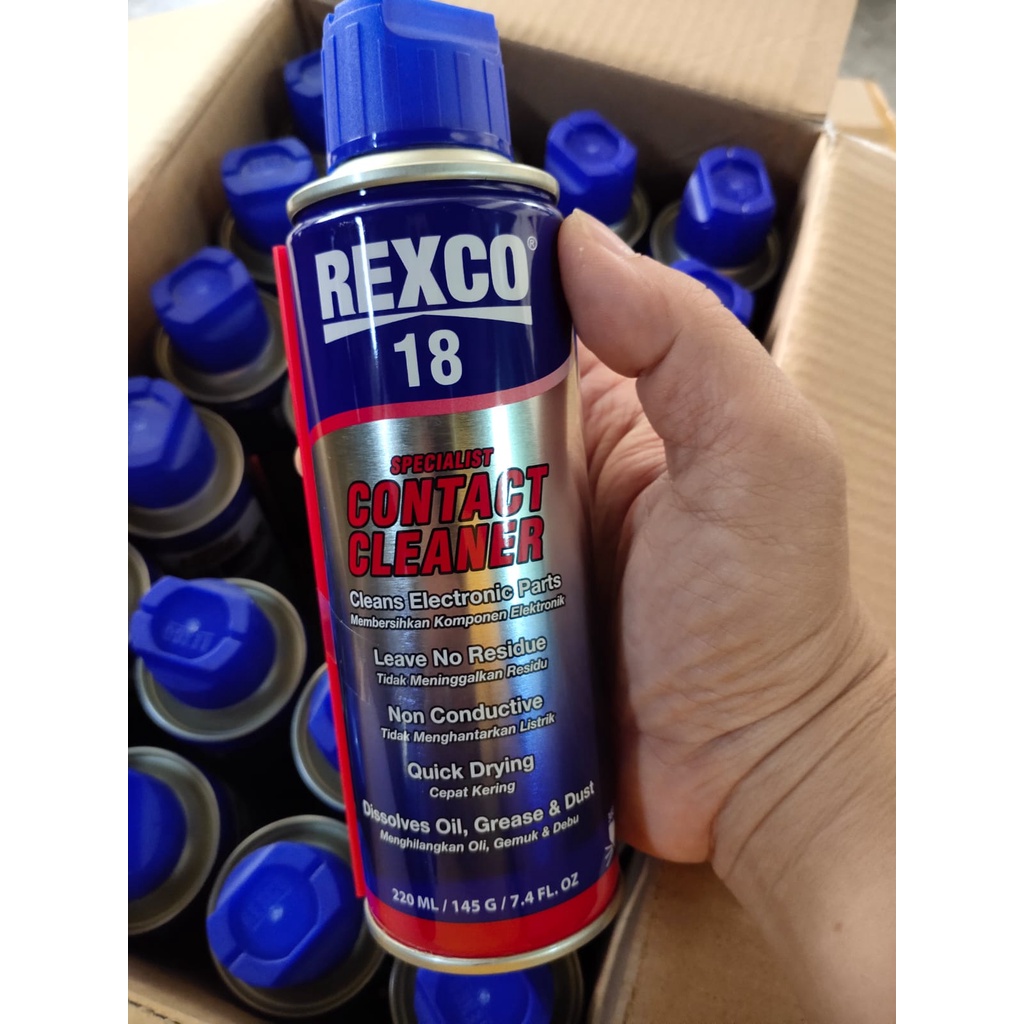 REXCO®
18
SPECIALIST
CONTACT
CLEANER
Cleans Electronic Parts
Membersihkan Komponen Elektronik
Leave No Residue
Tidak Meninggalkan Residu
Non Conductive
Tidak Menghantarkan Listrik
Quick Drying
Cepat Kering
Dissolves Oil, Grease & Dust
Menghilangkan Oli, Gemuk & Debu
220 ML / 145 G / 7.4 FL. OZ